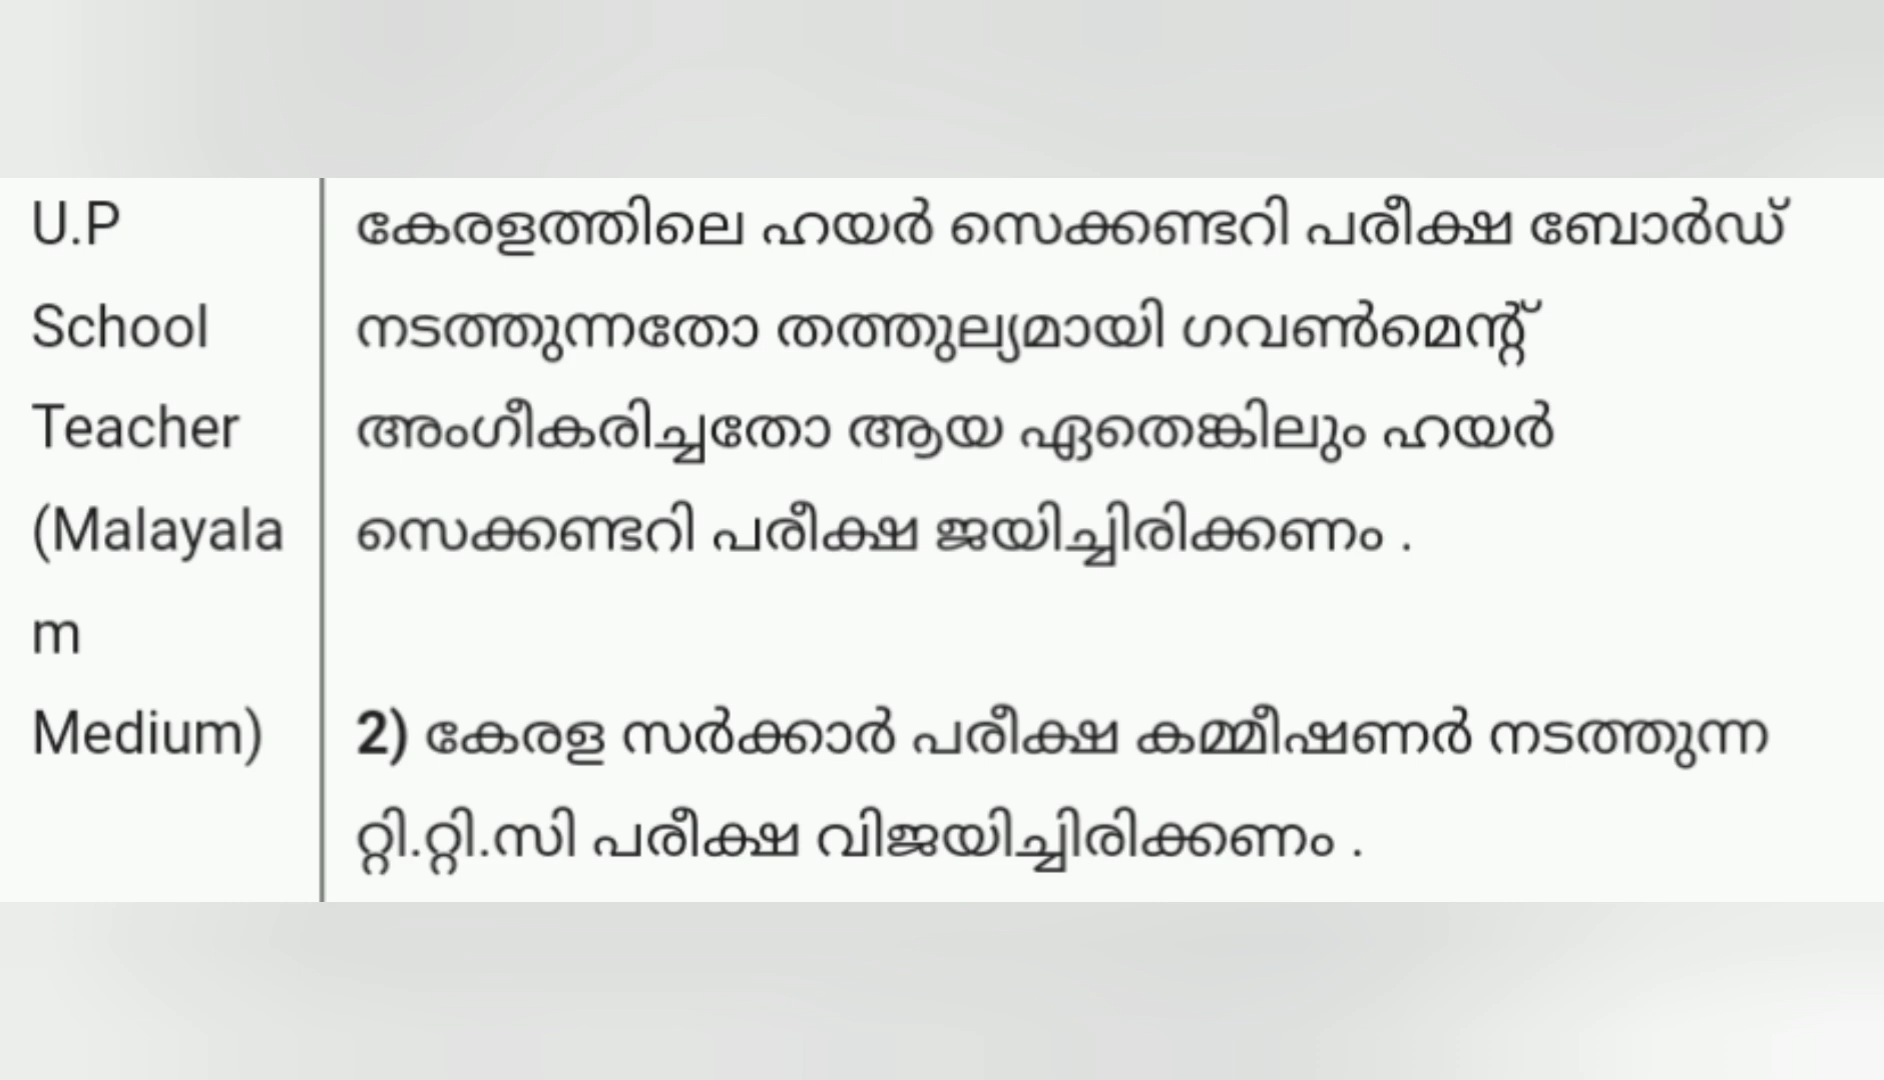 U.P
School
Teacher
(Malayala
m
Medium)
കേരളത്തിലെ ഹയർ സെക്കണ്ടറി പരീക്ഷ ബോർഡ്
നടത്തുന്നതോ തത്തുല്യമായി ഗവൺമെന്റ്
അംഗീകരിച്ചതോ ആയ ഏതെങ്കിലും ഹയർ
സെക്കണ്ടറി പരീക്ഷ ജയിച്ചിരിക്കണം .
2) കേരള സർക്കാർ പരീക്ഷ കമ്മീഷണർ നടത്തുന്ന
റ്റി.റ്റി.സി പരീക്ഷ വിജയിച്ചിരിക്കണം .